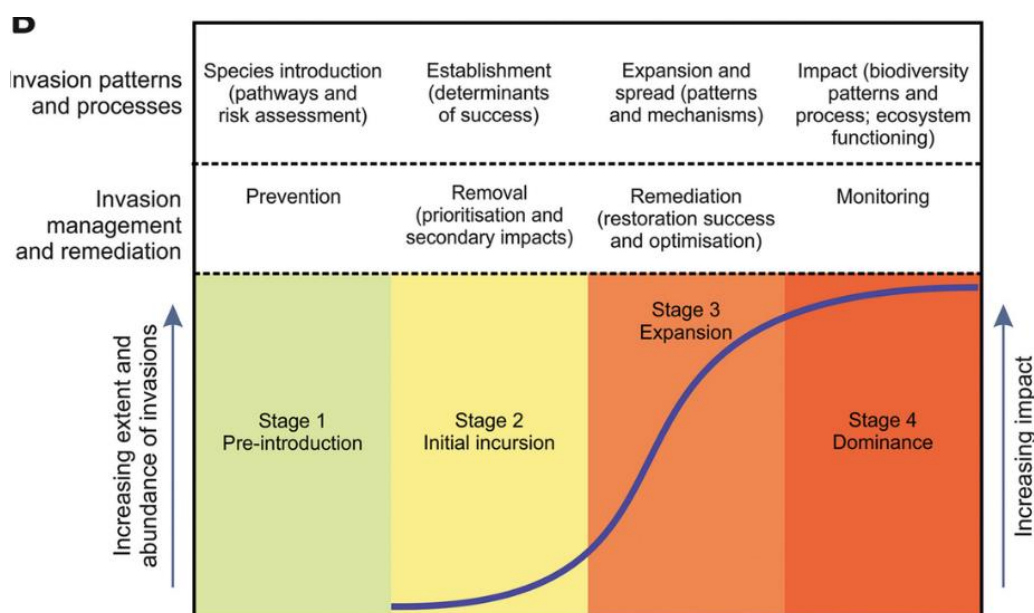 B
Invasion patterns
and processes
Species introduction
(pathways and
risk assessment)
Establishment
(determinants
of success)
Expansion and
spread (patterns
and mechanisms)
Impact (biodiversity
patterns and
process; ecosystem
functioning)
Invasion
management
and remediation
Prevention
Removal
(prioritisation and
secondary impacts)
Remediation
(restoration success
and optimisation)
Monitoring
Increasing extent and
abundance of invasions
Stage 1
Pre-introduction
Stage 2
Initial incursion
Stage 3
Expansion
Stage 4
Dominance
Increasing impact